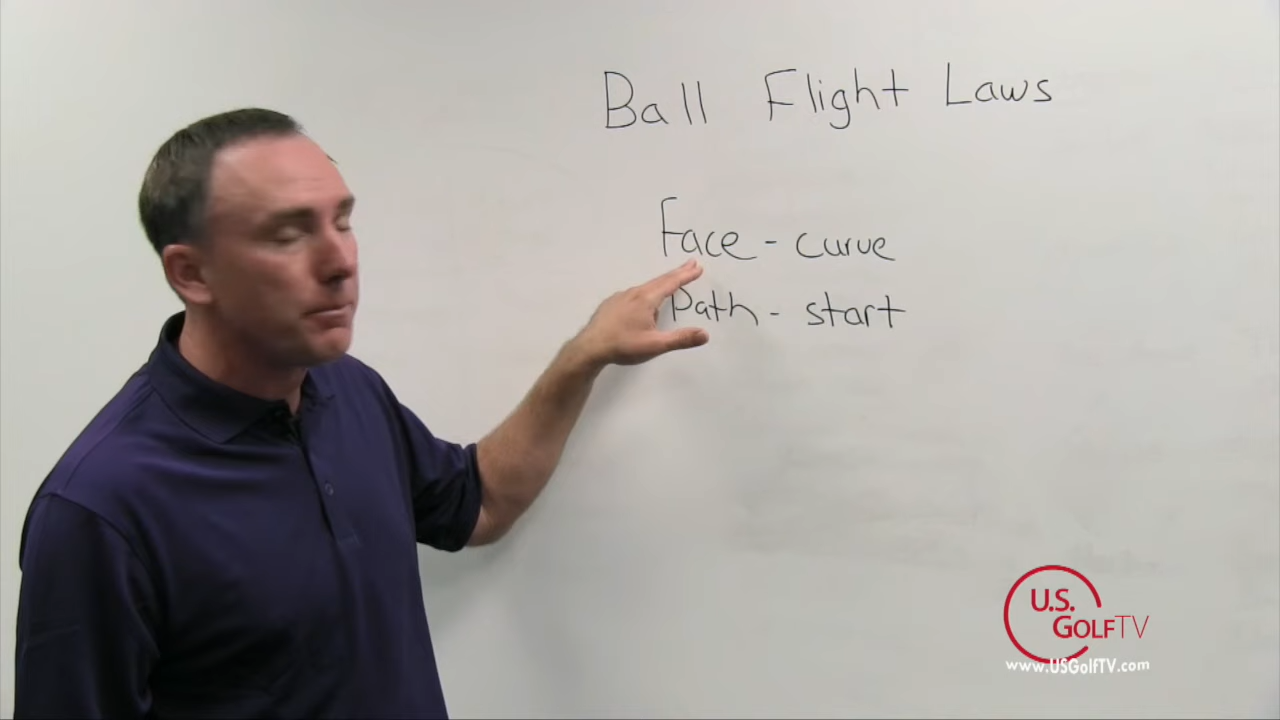 Ball Flight Laws
Face - curve
Path - start
U.S.
GOLFTV
www.USGolfTV.com